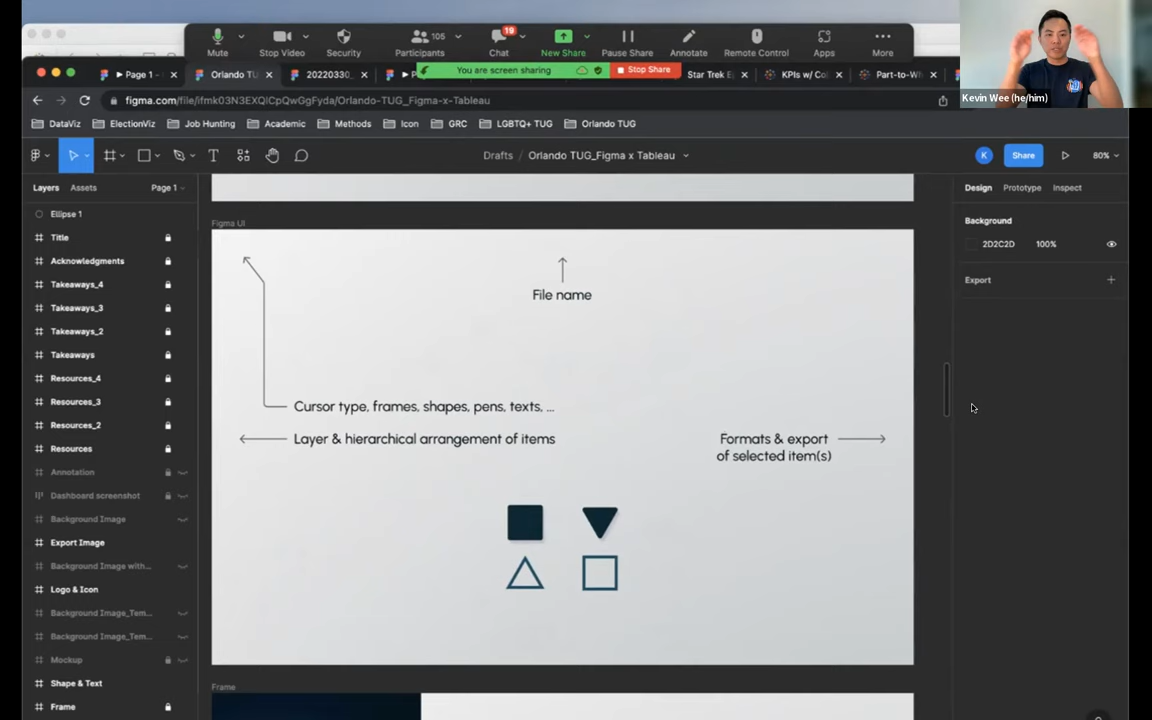 Mute
Stop Video
Security
105
Participants
19
Chat
New Share
Pause Share
Annotate
Remote Control
Apps
More
Kevin Wee (he/him)
Page 1 -
Orlando TUG
20220330_
You are screen sharing
Stop Share
Star Trek
KPIs w/ Co
Part-to-Wh
figma.com/file/ifmk03N3EXQlCpQwGgFyda/Orlando-TUG_Figma-x-Tableau
DataViz
ElectionViz
Job Hunting
Academic
Methods
Icon
GRC
LGBTQ+ TUG
Orlando TUG
Drafts / Orlando TUG_Figma x Tableau
K
Share
80%
Layers
Assets
Page 1
Design
Prototype
Inspect
Ellipse 1
Title
Acknowledgments
Takeaways_4
Takeaways_3
Takeaways_2
Takeaways
Resources_4
Resources_3
Resources_2
Resources
Annotation
Dashboard screenshot
Background Image
Export Image
Background Image with...
Logo & Icon
Background Image_Tem...
Background Image_Tem...
Mockup
Shape & Text
Frame
Figma UI
File name
Cursor type, frames, shapes, pens, texts, ...
Layer & hierarchical arrangement of items
Formats & export
of selected item(s)
Frame
Background
2D2C2D
100%
Export